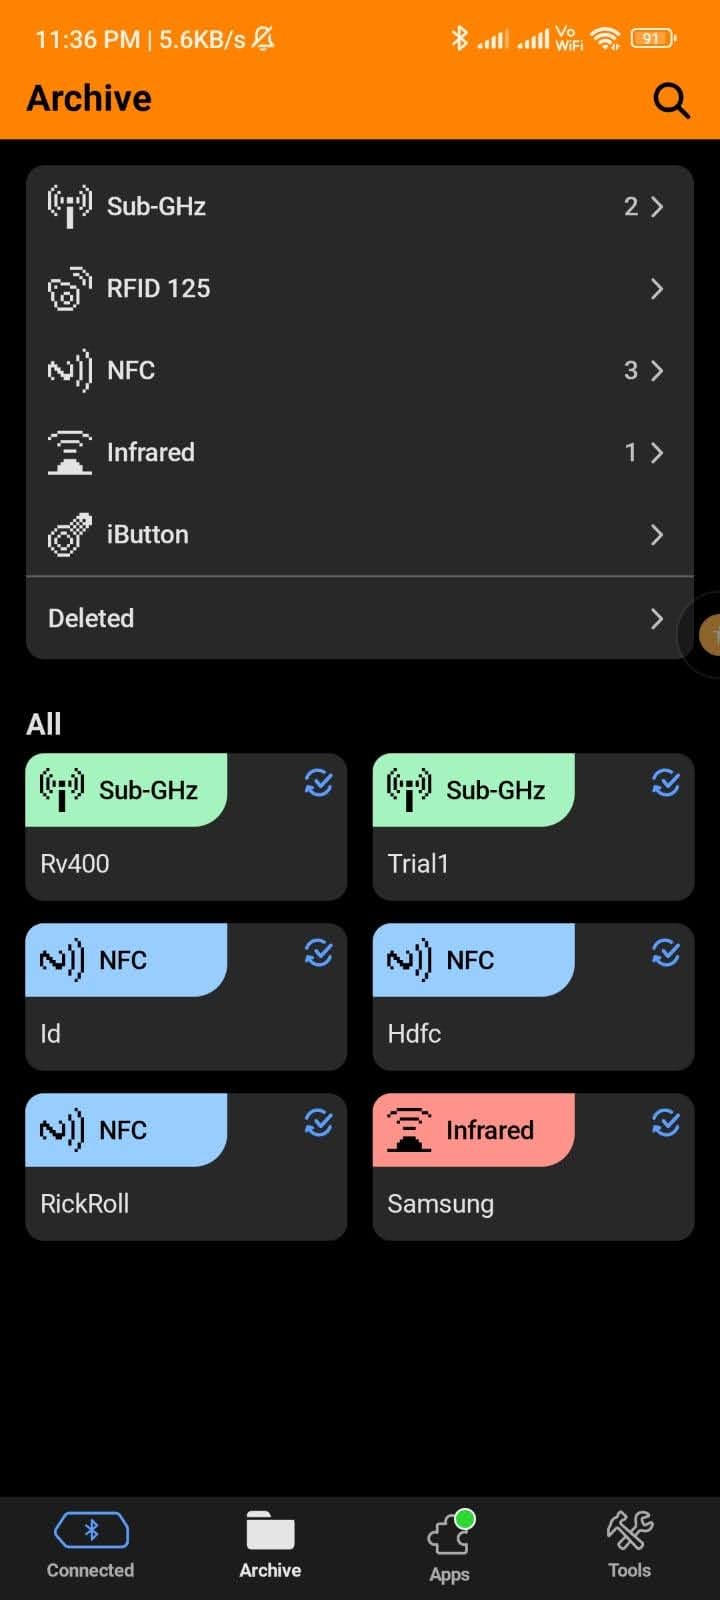 11:36 PM | 5.6KB/s Vo WiFi 91
Archive
Sub-GHz 2
RFID 125
NFC 3
Infrared 1
iButton
Deleted
All
Sub-GHz Sub-GHz
Rv400 Trial1
NFC NFC
Id Hdfc
NFC Infrared
RickRoll Samsung
Connected Archive Apps Tools